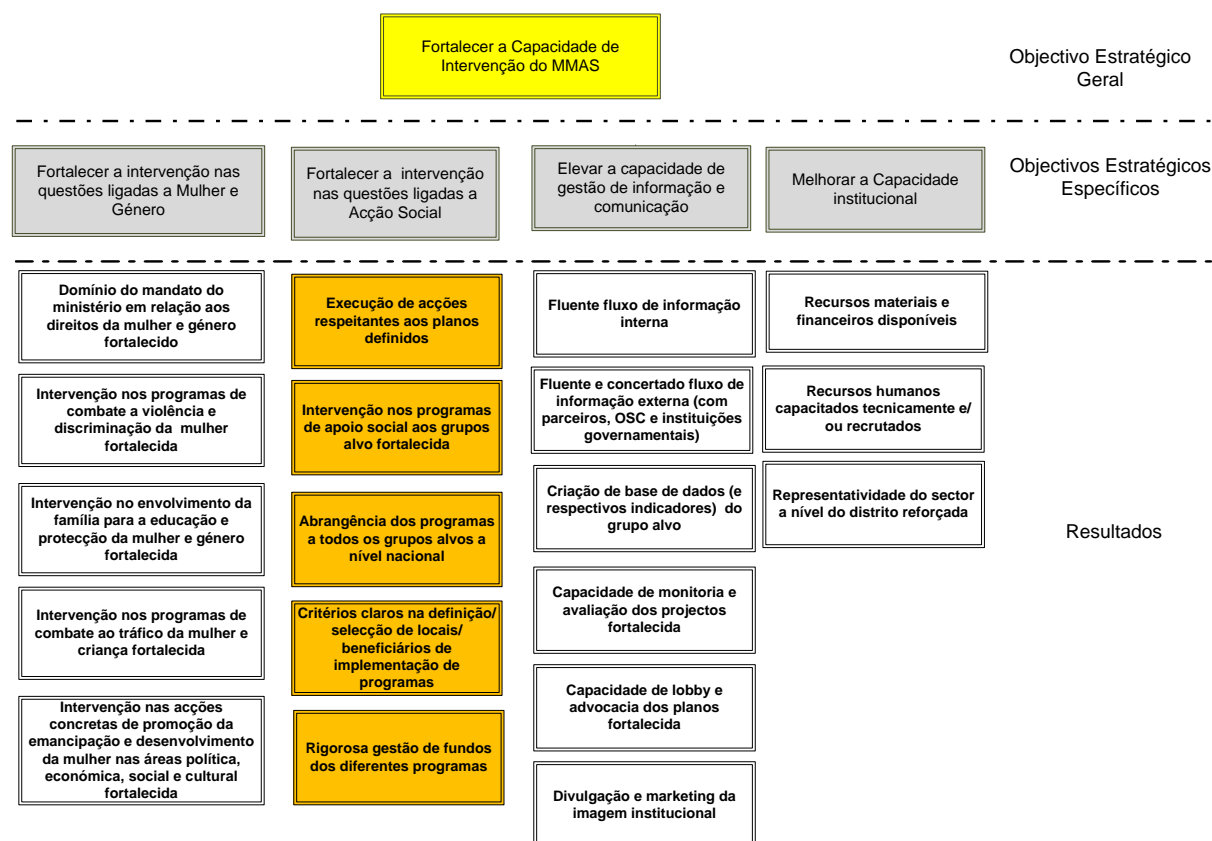 Fortalecer a Capacidade de
Intervenção do MMAS
Objectivo Estratégico
Geral
Fortalecer a intervenção nas
questões ligadas a Mulher e
Género
Fortalecer a intervenção
nas questões ligadas a
Acção Social
Elevar a capacidade de
gestão de informação e
comunicação
Melhorar a Capacidade
institucional
Objectivos Estratégicos
Específicos
Domínio do mandato do
ministério em relação aos
direitos da mulher e género
fortalecido
Intervenção nos programas de
combate a violência e
discriminação da mulher
fortalecida
Intervenção no envolvimento da
família para a educação e
protecção da mulher e género
fortalecida
Intervenção nos programas de
combate ao tráfico da mulher e
criança fortalecida
Intervenção nas acções
concretas de promoção da
emancipação e desenvolvimento
da mulher nas áreas política,
económica, social e cultural
fortalecida
Execução de acções
respeitantes aos planos
definidos
Intervenção nos programas
de apoio social aos grupos
alvo fortalecida
Abrangência dos programas
a todos os grupos alvos a
nível nacional
Critérios claros na definição/
selecção de locais/
beneficiários de
implementação de
programas
Rigorosa gestão de fundos
dos diferentes programas
Fluente fluxo de informação
interna
Fluente e concertado fluxo de
informação externa (com
parceiros, OSC e instituições
governamentais)
Criação de base de dados (e
respectivos indicadores) do
grupo alvo
Capacidade de monitoria e
avaliação dos projectos
fortalecida
Capacidade de lobby e
advocacia dos planos
fortalecida
Divulgação e marketing da
imagem institucional
Recursos materiais e
financeiros disponíveis
Recursos humanos
capacitados tecnicamente e/
ou recrutados
Representatividade do sector
a nível do distrito reforçada
Resultados